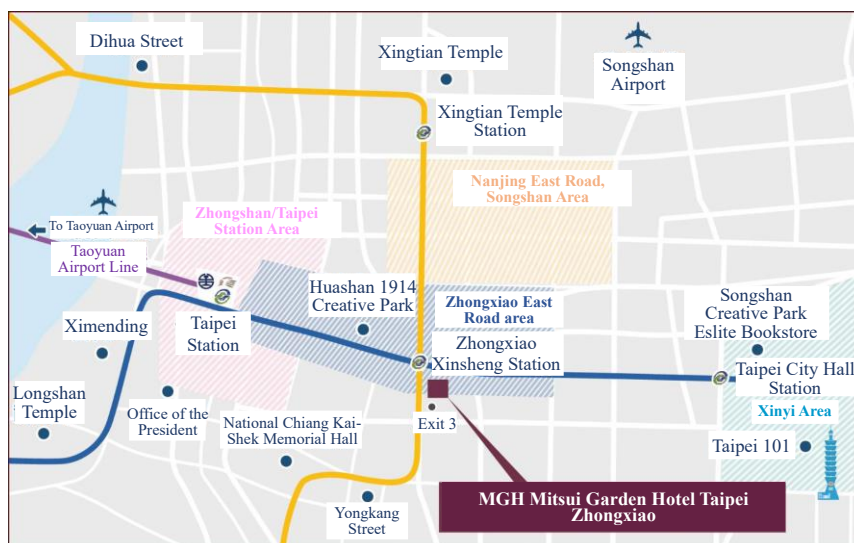 Dihua Street
Xingtian Temple
Songshan
Airport
Xingtian Temple
Station
Nanjing East Road,
Songshan Area
Zhongshan/Taipei
Station Area
To Taoyuan Airport
Taoyuan
Airport Line
Huashan 1914
Creative Park
Zhongxiao East
Road area
Songshan
Creative Park
Eslite Bookstore
Ximending
Taipei
Station
Zhongxiao
Xinsheng Station
Taipei City Hall
Station
Longshan
Temple
Office of the
President
National Chiang Kai-
Shek Memorial Hall
Exit 3
Xinyi Area
Taipei 101
Yongkang
Street
MGH Mitsui Garden Hotel Taipei
Zhongxiao